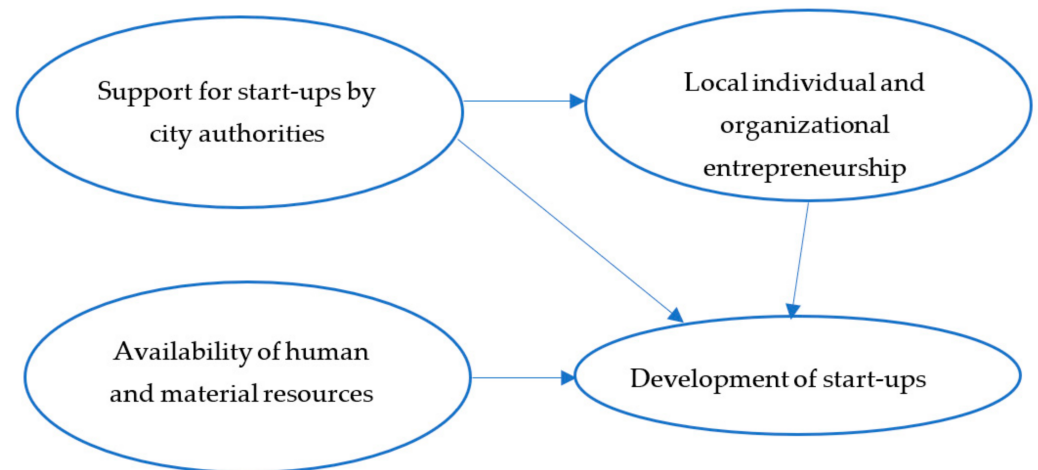 Support for start-ups by
city authorities
Local individual and
organizational
entrepreneurship
Availability of human
and material resources
Development of start-ups